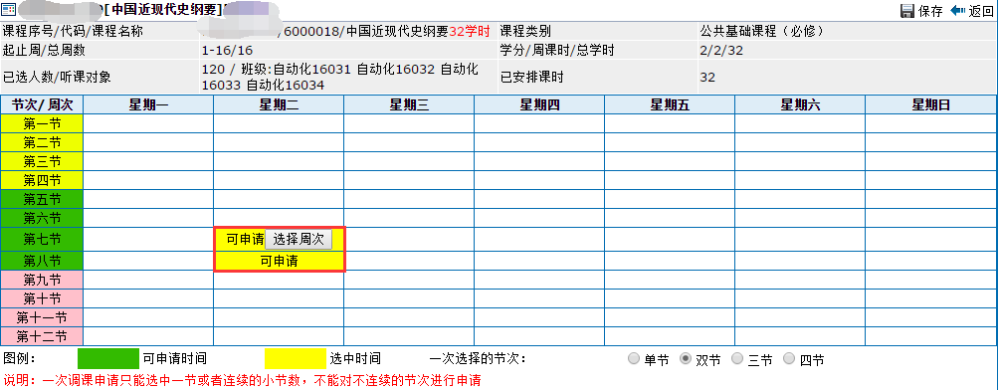 [中国近现代史纲要] 保存 返回
课程序号/代码/课程名称 /6000018/中国近现代史纲要32学时 课程类别 公共基础课程（必修）
起止周/总周数 1-16/16 学分/周课时/总学时 2/2/32
已选人数/听课对象 120 / 班级:自动化16031 自动化16032 自动化
16033 自动化16034 已安排课时 32
节次/ 周次 星期一 星期二 星期三 星期四 星期五 星期六 星期日
第一节
第二节
第三节
第四节
第五节
第六节
第七节 可申请 选择周次
第八节 可申请
第九节
第十节
第十一节
第十二节
图例： 可申请时间 选中时间 一次选择的节次： 单节 双节 三节 四节
说明：一次调课申请只能选中一节或者连续的小节数，不能对不连续的节次进行申请